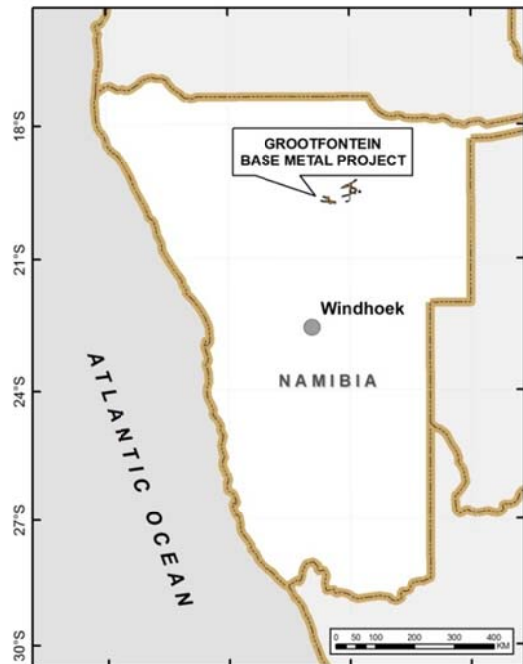 18°S
GROOTFONTEIN
BASE METAL PROJECT
21°S
Windhoek
NAMIBIA
24°S
ATLANTIC OCEAN
27°S
30°S
0 50 100 200 300 400
KM